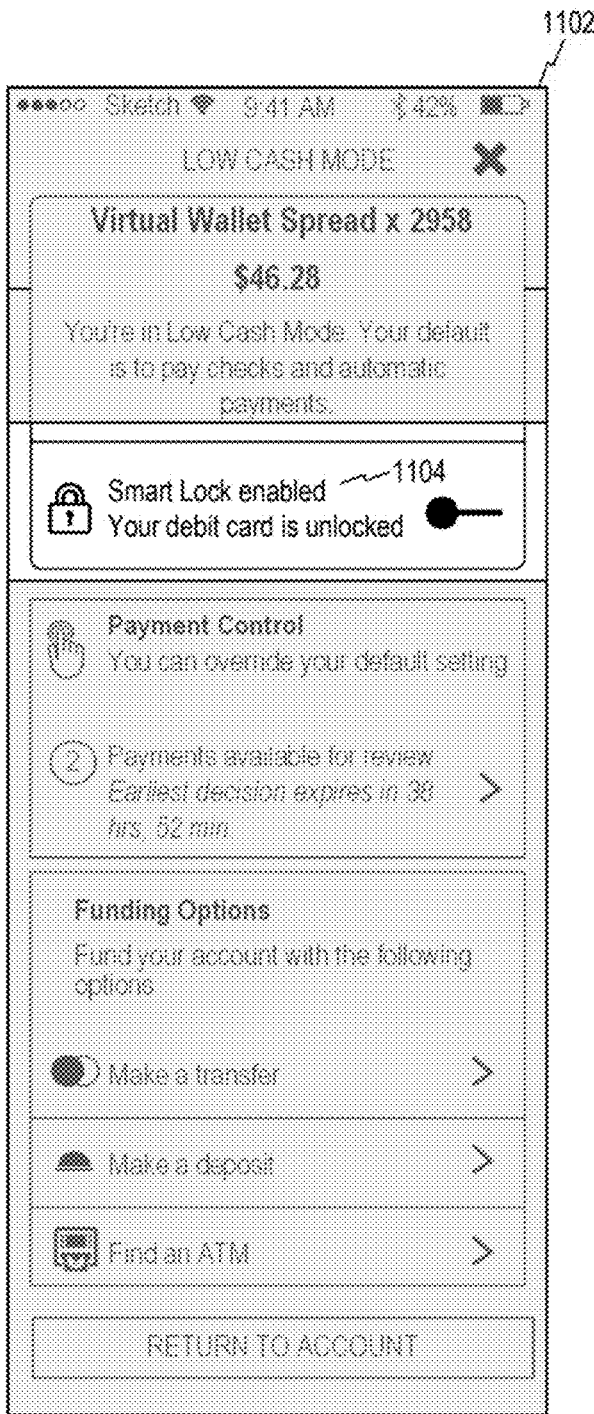 1102
Sketch 9:41 AM 42%
LOW CASH MODE
Virtual Wallet Spread x 2958
$46.28
You're in Low Cash Mode. Your default
is to pay checks and automatic
payments.
Smart Lock enabled 1104
Your debit card is unlocked
Payment Control
You can override your default setting
2 Payments available for review
Earliest decision expires in 38
hrs, 52 min
Funding Options
Fund your account with the following
options
Make a transfer
Make a deposit
Find an ATM
RETURN TO ACCOUNT